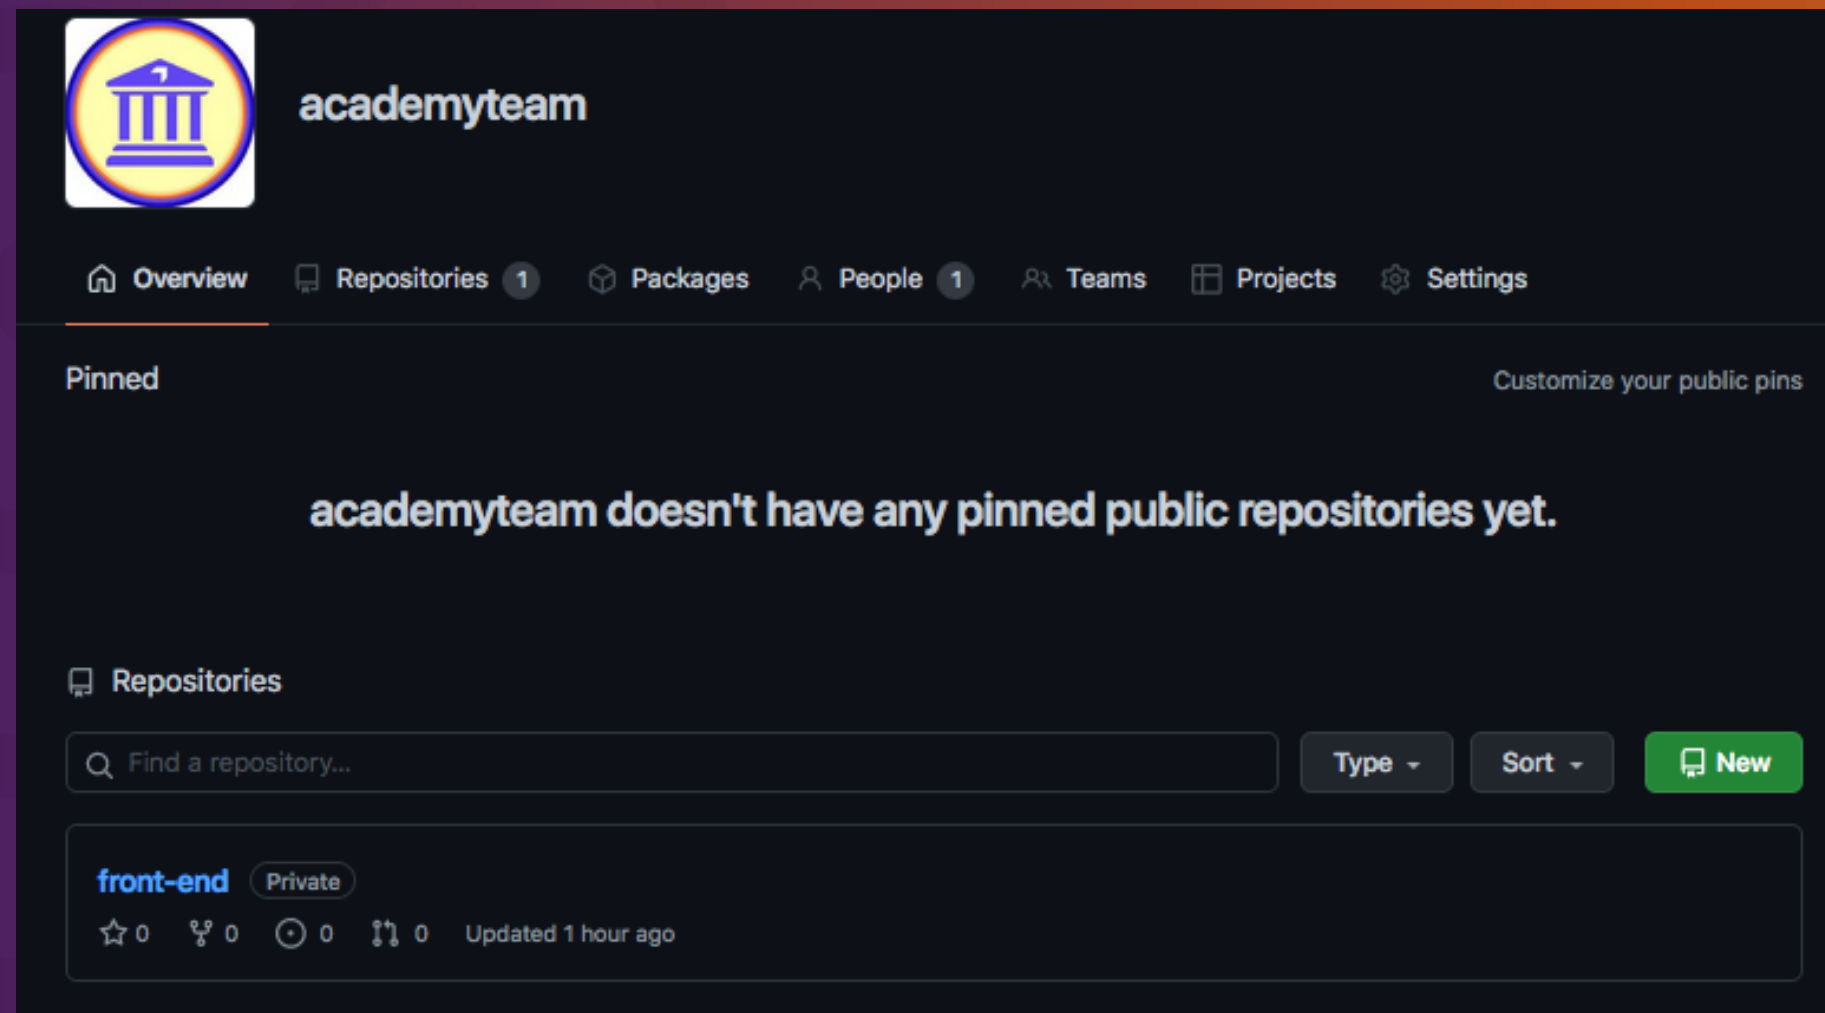 academyteam
Overview Repositories 1 Packages People 1 Teams Projects Settings
Pinned Customize your public pins
academyteam doesn't have any pinned public repositories yet.
Repositories
Find a repository... Type Sort New
front-end Private
0 0 0 0 Updated 1 hour ago